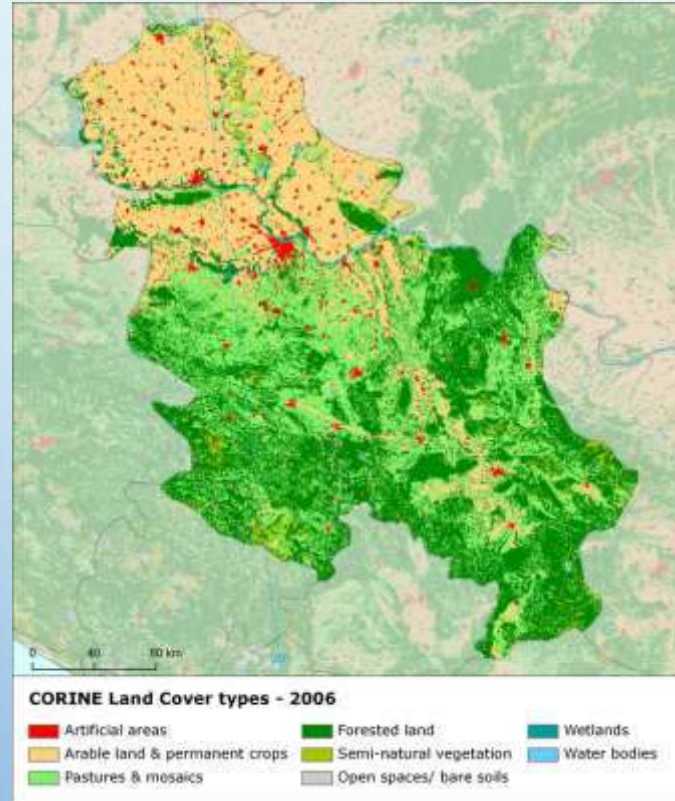 0 40 80 km
CORINE Land Cover types - 2006
Artificial areas
Arable land & permanent crops
Pastures & mosaics
Forested land
Semi-natural vegetation
Open spaces/ bare soils
Wetlands
Water bodies